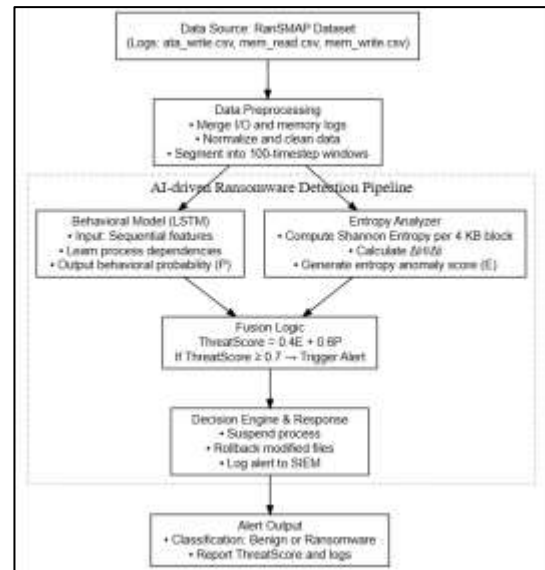 Data Source: RanSMAP Dataset
(Logs: ata_write.csv, mem_read.csv, mem_write.csv)
Data Preprocessing
• Merge I/O and memory logs
• Normalize and clean data
• Segment into 100-timestep windows
AI-driven Ransomware Detection Pipeline
Behavioral Model (LSTM)
• Input: Sequential features
• Learn process dependencies
• Output behavioral probability (P)
Entropy Analyzer
• Compute Shannon Entropy per 4 KB block
• Calculate ΔH/Δt
• Generate entropy anomaly score (E)
Fusion Logic
ThreatScore = 0.4E + 0.6P
If ThreatScore ≥ 0.7 → Trigger Alert
Decision Engine & Response
• Suspend process
• Rollback modified files
• Log alert to SIEM
Alert Output
• Classification: Benign or Ransomware
• Report ThreatScore and logs